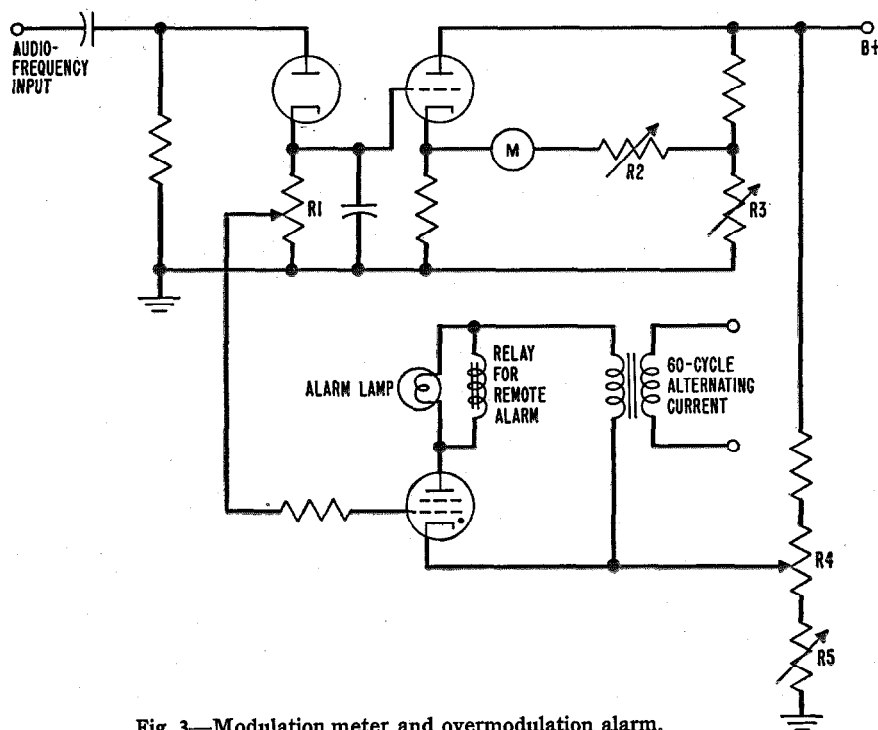 AUDIO-
FREQUENCY
INPUT
B+
M
R2
R1
R3
ALARM LAMP
RELAY
FOR
REMOTE
ALARM
60-CYCLE
ALTERNATING
CURRENT
R4
R5
Fig. 3—Modulation meter and overmodulation alarm.